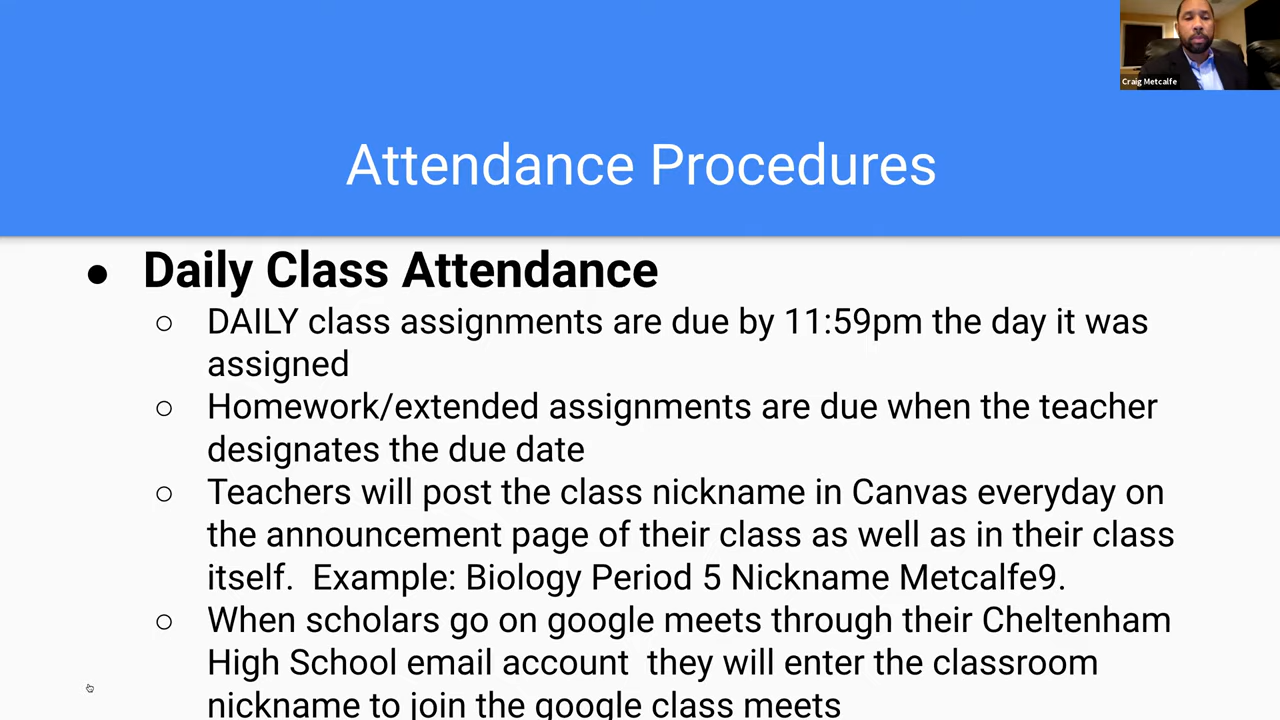 Craig Metcalfe
Attendance Procedures
● Daily Class Attendance
○ DAILY class assignments are due by 11:59pm the day it was
assigned
○ Homework/extended assignments are due when the teacher
designates the due date
○ Teachers will post the class nickname in Canvas everyday on
the announcement page of their class as well as in their class
itself.  Example: Biology Period 5 Nickname Metcalfe9.
○ When scholars go on google meets through their Cheltenham
High School email account  they will enter the classroom
nickname to join the google class meets